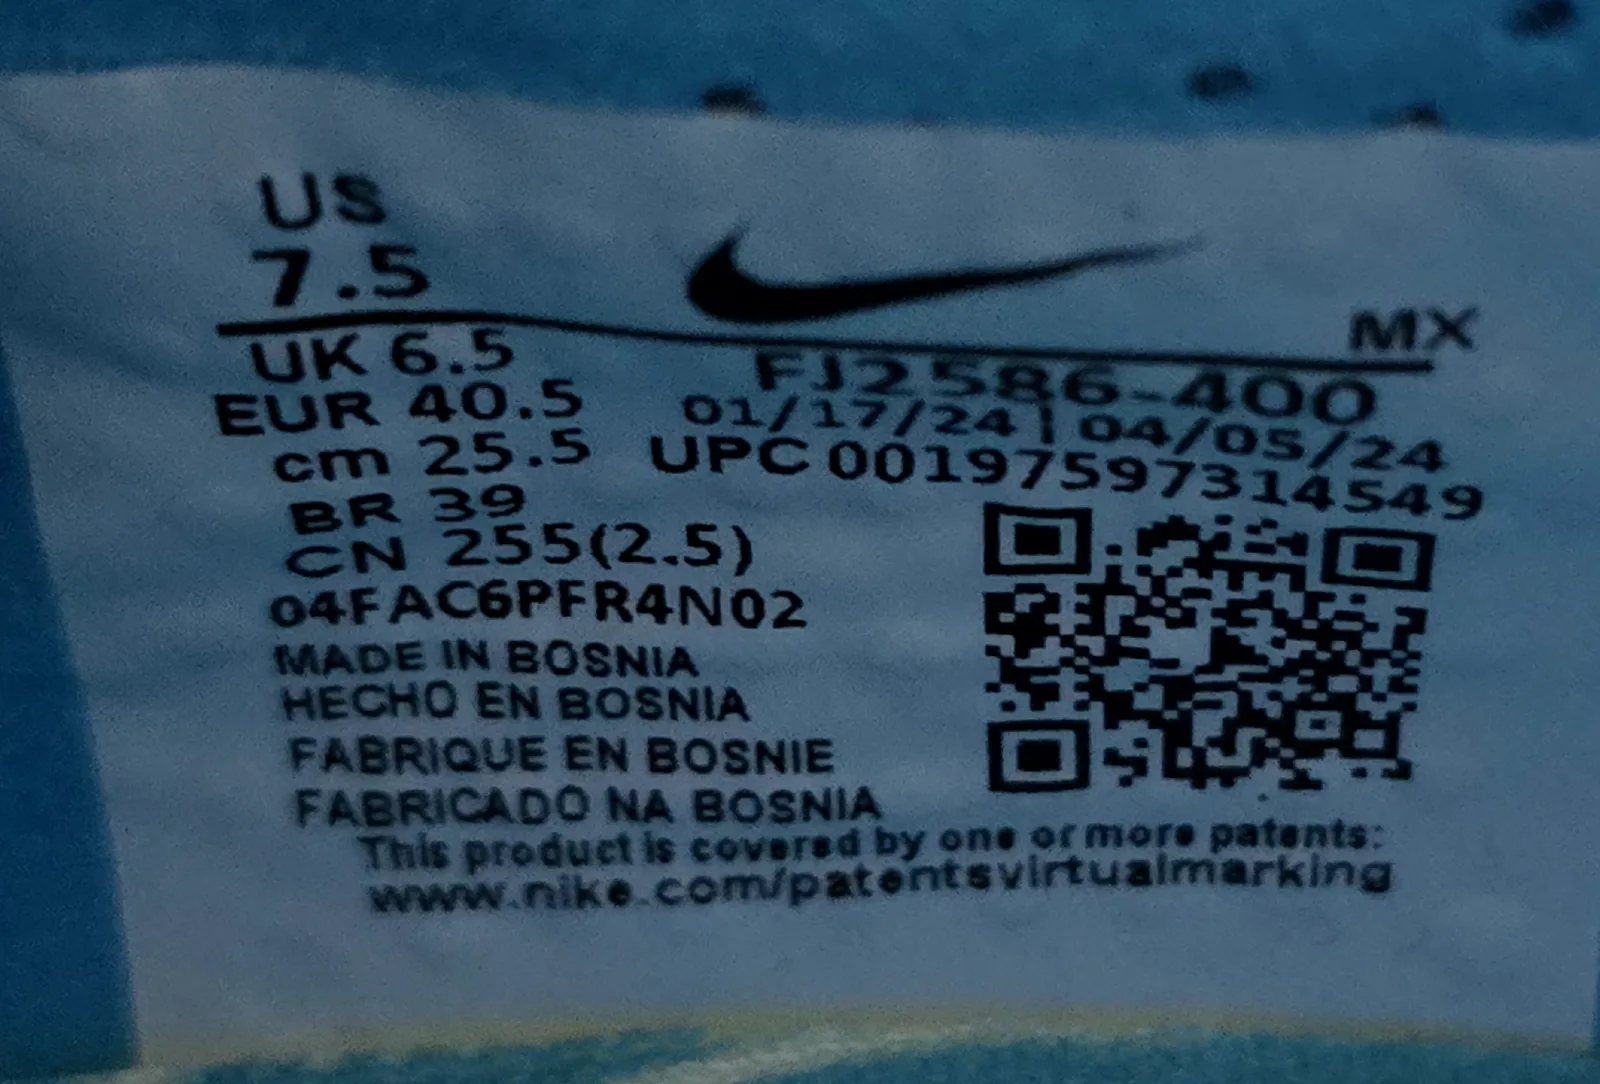 US
7.5
MX
UK 6.5
FJ2586-400
EUR 40.5
01/17/24 | 04/05/24
cm 25.5
UPC 00197597314549
BR 39
CN 255(2.5)
04FAC6PFR4N02
MADE IN BOSNIA
HECHO EN BOSNIA
FABRIQUE EN BOSNIE
FABRICADO NA BOSNIA
This product is covered by one or more patents:
www.nike.com/patentsvirtualmarking